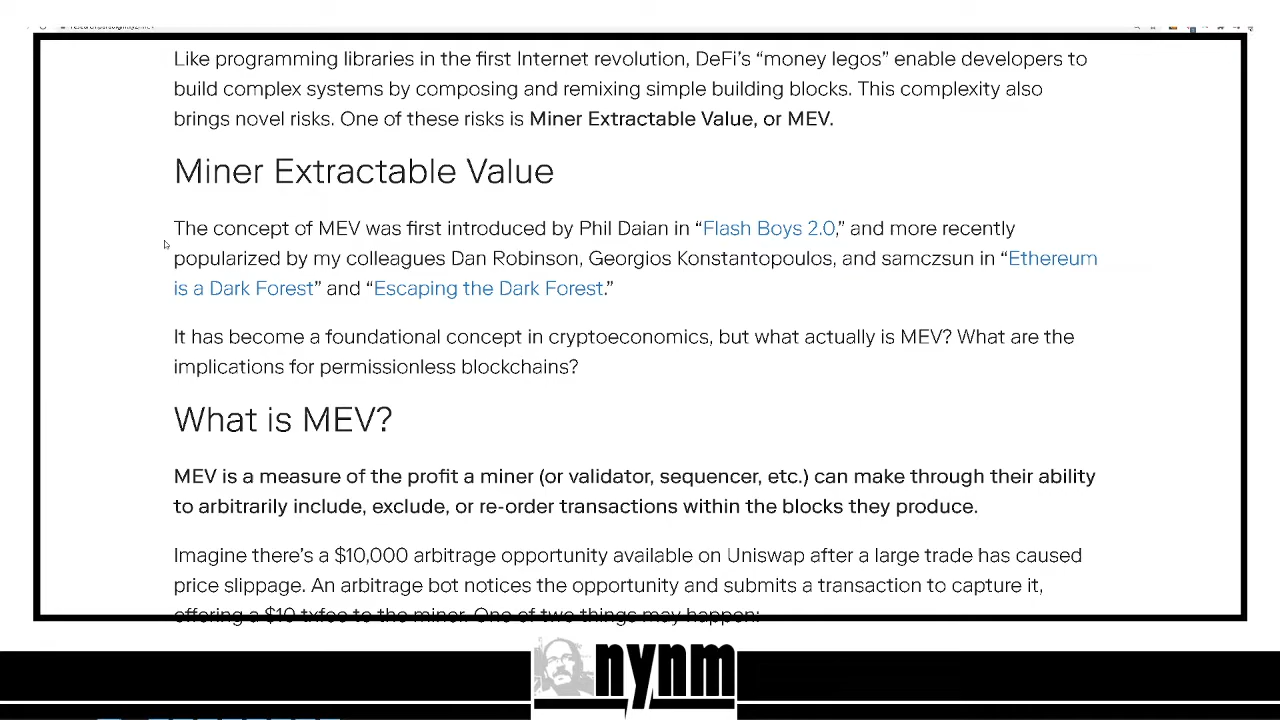 Like programming libraries in the first Internet revolution, DeFi's “money legos” enable developers to
build complex systems by composing and remixing simple building blocks. This complexity also
brings novel risks. One of these risks is Miner Extractable Value, or MEV.
Miner Extractable Value
The concept of MEV was first introduced by Phil Daian in “Flash Boys 2.0,” and more recently
popularized by my colleagues Dan Robinson, Georgios Konstantopoulos, and samczsun in “Ethereum
is a Dark Forest” and “Escaping the Dark Forest.”
It has become a foundational concept in cryptoeconomics, but what actually is MEV? What are the
implications for permissionless blockchains?
What is MEV?
MEV is a measure of the profit a miner (or validator, sequencer, etc.) can make through their ability
to arbitrarily include, exclude, or re-order transactions within the blocks they produce.
Imagine there's a $10,000 arbitrage opportunity available on Uniswap after a large trade has caused
price slippage. An arbitrage bot notices the opportunity and submits a transaction to capture it,
offering a $10 txfee to the miner. One of two things may happen:
nynm